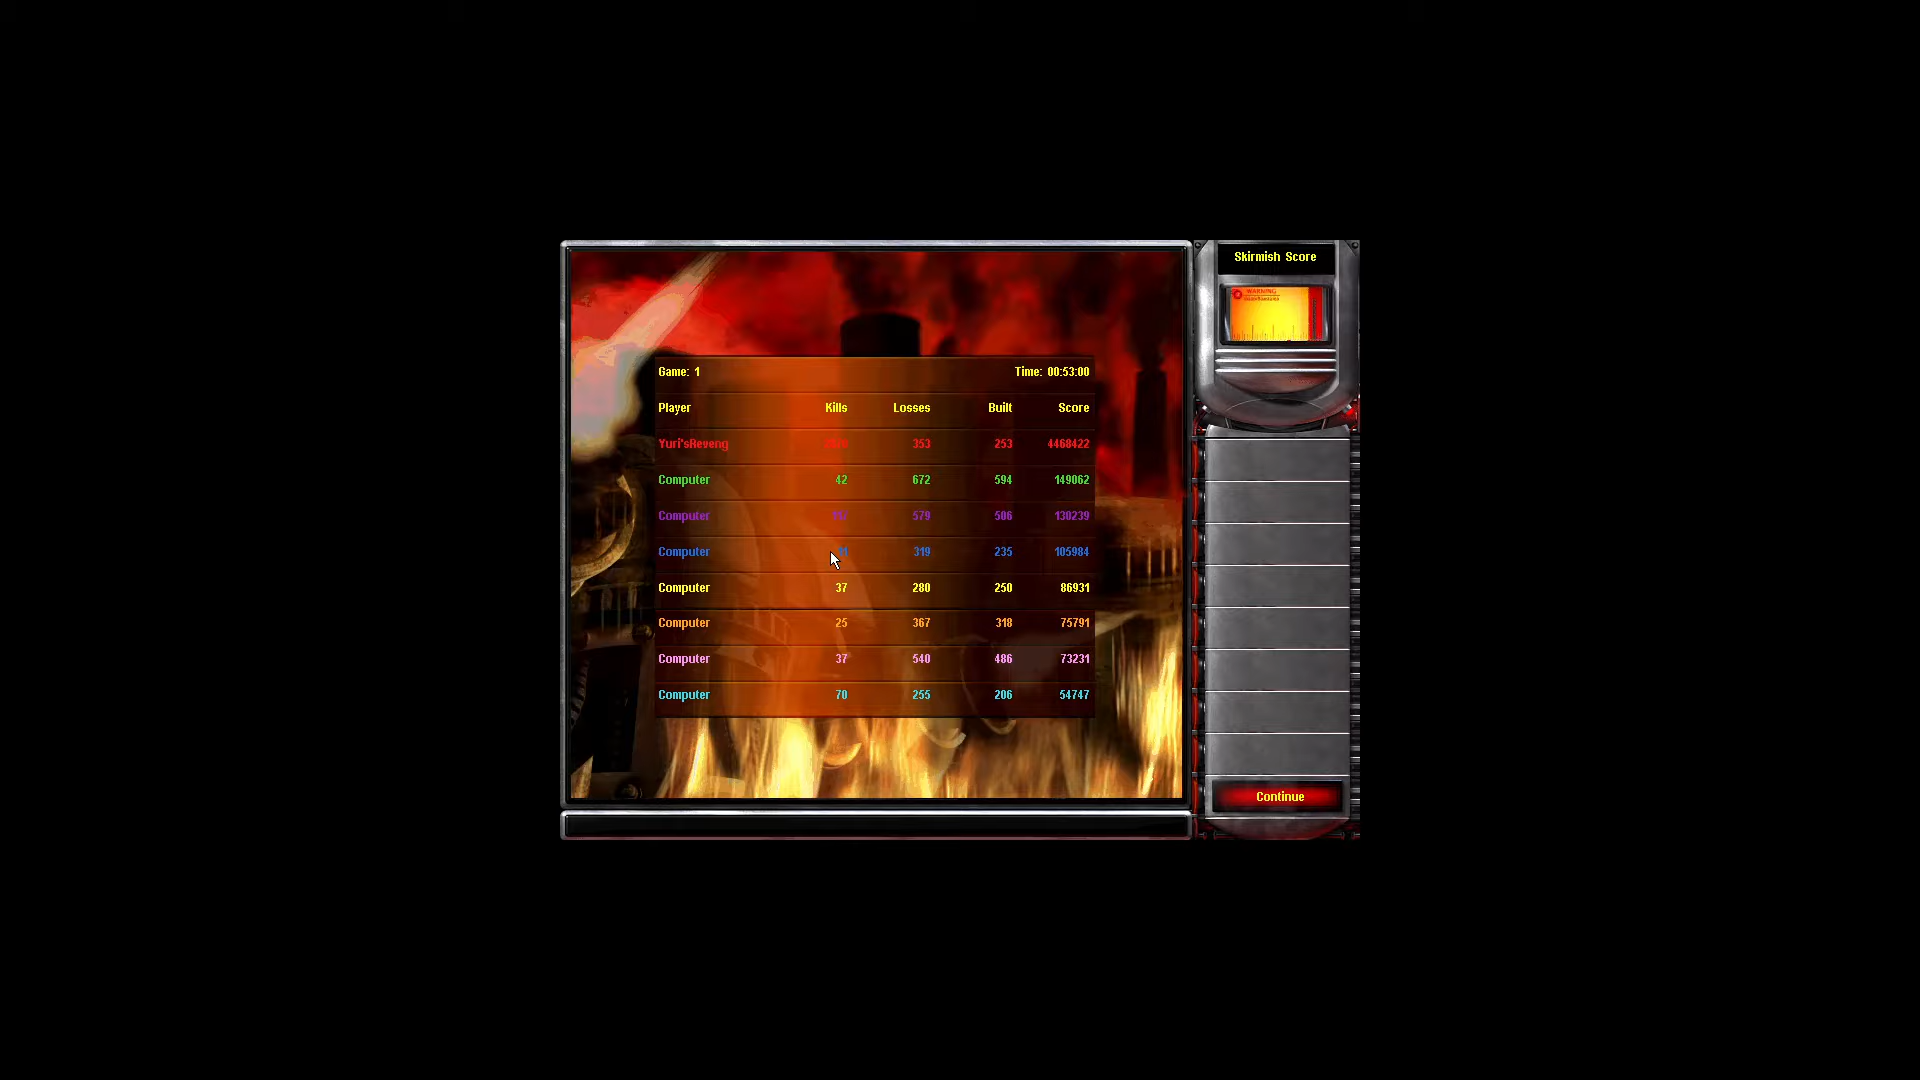 Skirmish Score
WARNING
Game: 1 Time: 00:53:00
Player Kills Losses Built Score
Yuri'sReveng 353 253 4468422
Computer 42 672 594 149062
Computer 579 506 130239
Computer 319 235 105984
Computer 37 280 250 86931
Computer 25 367 318 75791
Computer 37 540 486 73231
Computer 70 255 206 54747
Continue